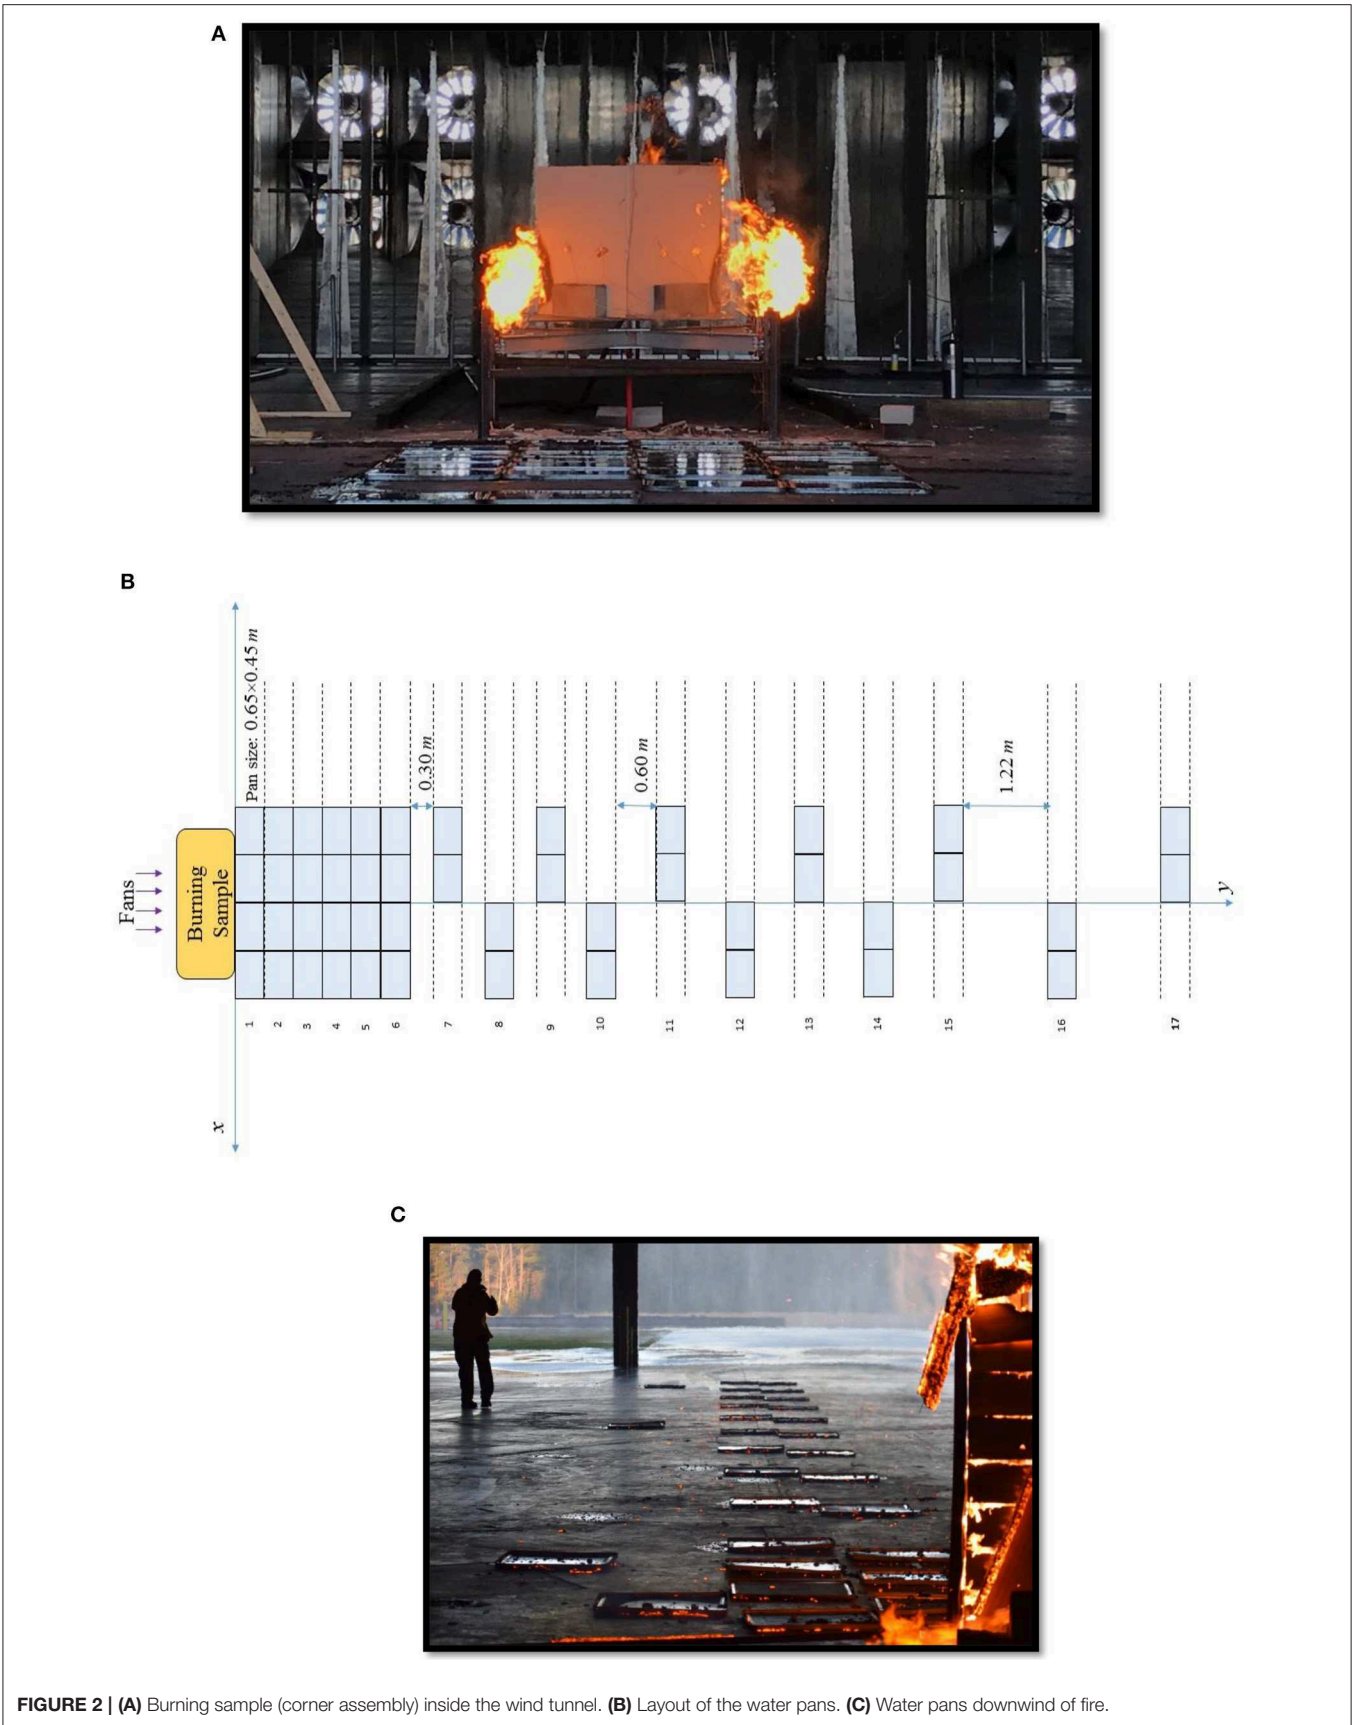 A
B
Pan size: 0.65×0.45 m
0.30 m
0.60 m
1.22 m
Fans
Burning
Sample
y
1
2
3
4
5
6
7
8
9
10
11
12
13
14
15
16
17
x
C
FIGURE 2 | (A) Burning sample (corner assembly) inside the wind tunnel. (B) Layout of the water pans. (C) Water pans downwind of fire.